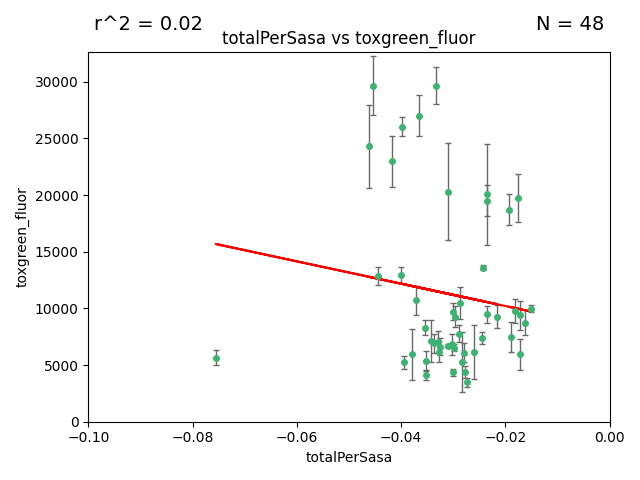 r^2 = 0.02
N = 48
totalPerSasa vs toxgreen_fluor
30000
25000
20000
15000
10000
5000
0
toxgreen_fluor
−0.10
−0.08
−0.06
−0.04
−0.02
0.00
totalPerSasa